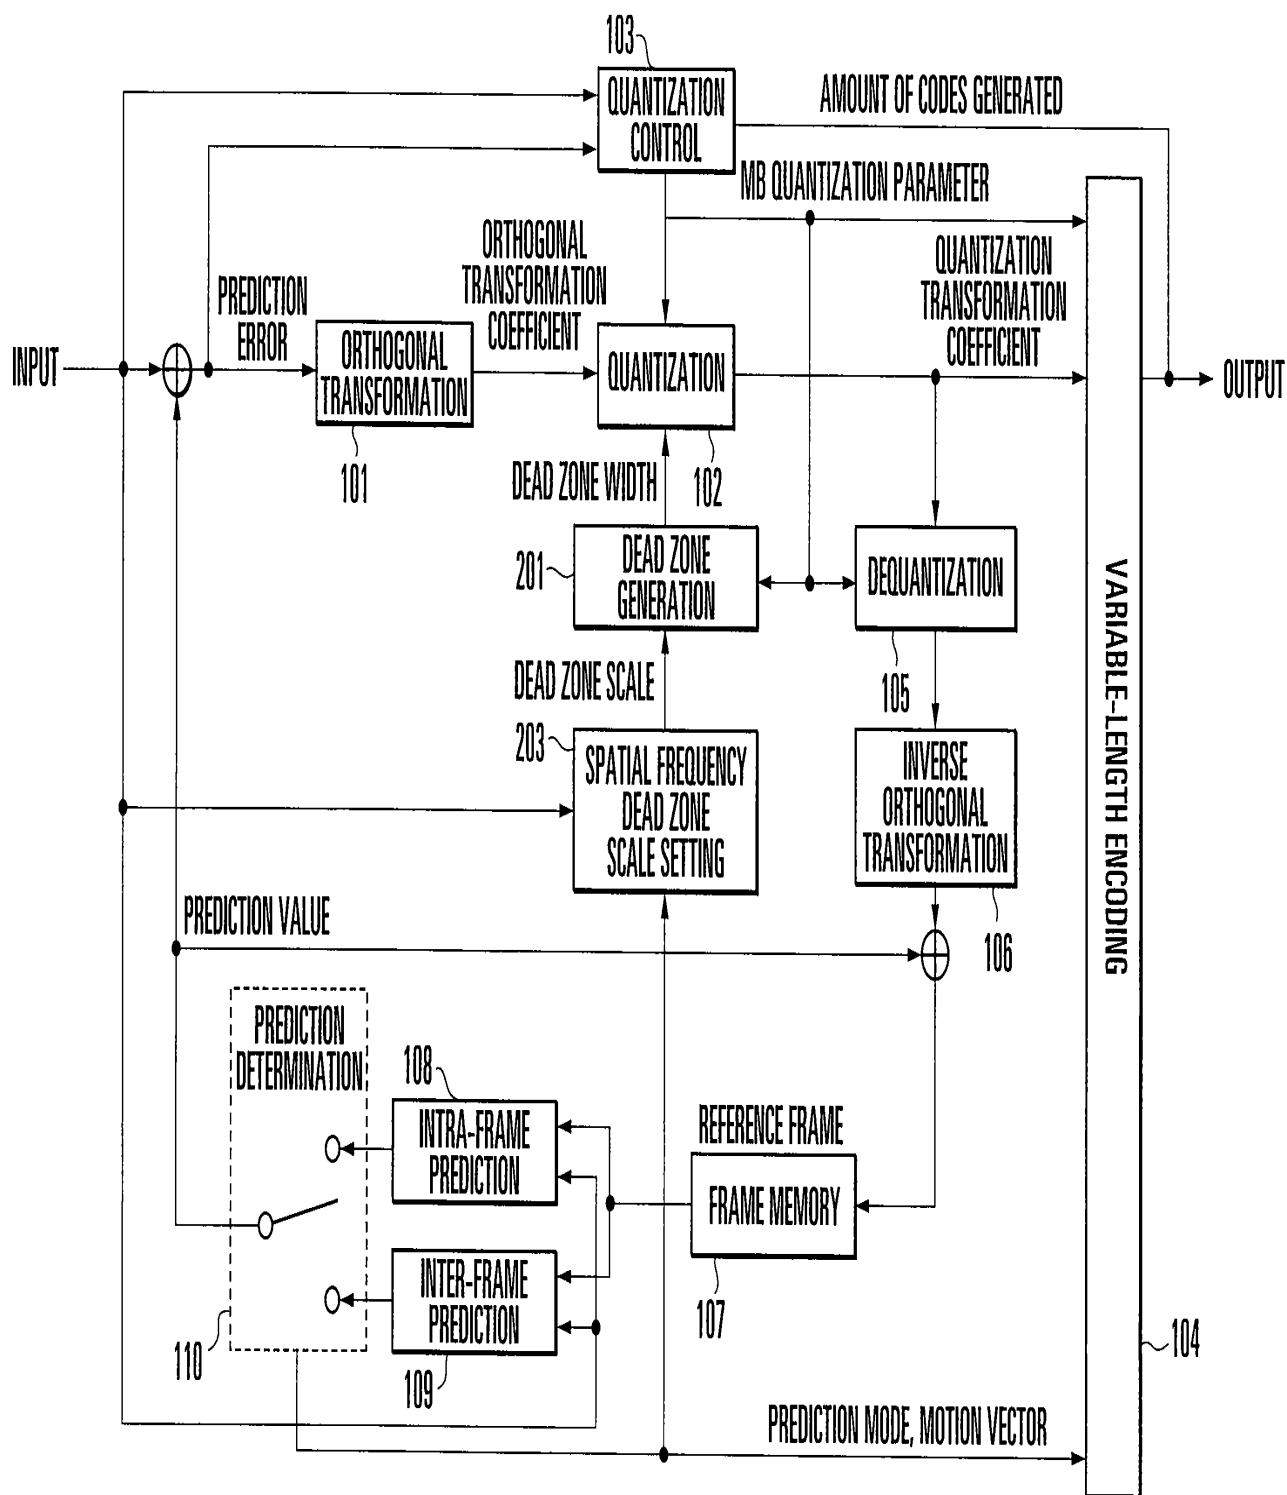 103
QUANTIZATION
CONTROL
AMOUNT OF CODES GENERATED
MB QUANTIZATION PARAMETER
ORTHOGONAL
TRANSFORMATION
COEFFICIENT
QUANTIZATION
TRANSFORMATION
COEFFICIENT
PREDICTION
ERROR
INPUT
ORTHOGONAL
TRANSFORMATION
QUANTIZATION
OUTPUT
101
102
DEAD ZONE WIDTH
201
DEAD ZONE
GENERATION
DEQUANTIZATION
VARIABLE-LENGTH ENCODING
DEAD ZONE SCALE
105
203
SPATIAL FREQUENCY
DEAD ZONE
SCALE SETTING
INVERSE
ORTHOGONAL
TRANSFORMATION
PREDICTION VALUE
106
PREDICTION
DETERMINATION
108
INTRA-FRAME
PREDICTION
REFERENCE FRAME
FRAME MEMORY
INTER-FRAME
PREDICTION
107
110
109
104
PREDICTION MODE, MOTION VECTOR